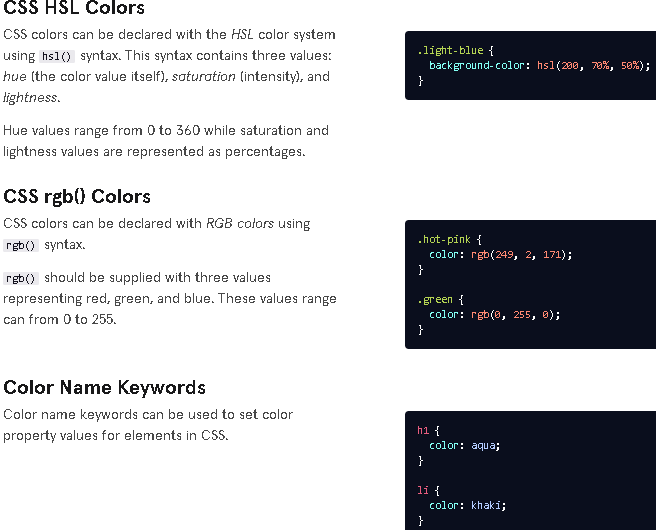 CSS HSL Colors
CSS colors can be declared with the HSL color system
using hsl() syntax. This syntax contains three values:
hue (the color value itself), saturation (intensity), and
lightness.
Hue values range from 0 to 360 while saturation and
lightness values are represented as percentages.
.light-blue {
background-color: hsl(200, 70%, 50%);
}
CSS rgb() Colors
CSS colors can be declared with RGB colors using
rgb() syntax.
rgb() should be supplied with three values
representing red, green, and blue. These values range
can from 0 to 255.
.hot-pink {
color: rgb(249, 2, 171);
}
.green {
color: rgb(0, 255, 0);
}
Color Name Keywords
Color name keywords can be used to set color
property values for elements in CSS.
h1 {
color: aqua;
}
li {
color: khaki;
}